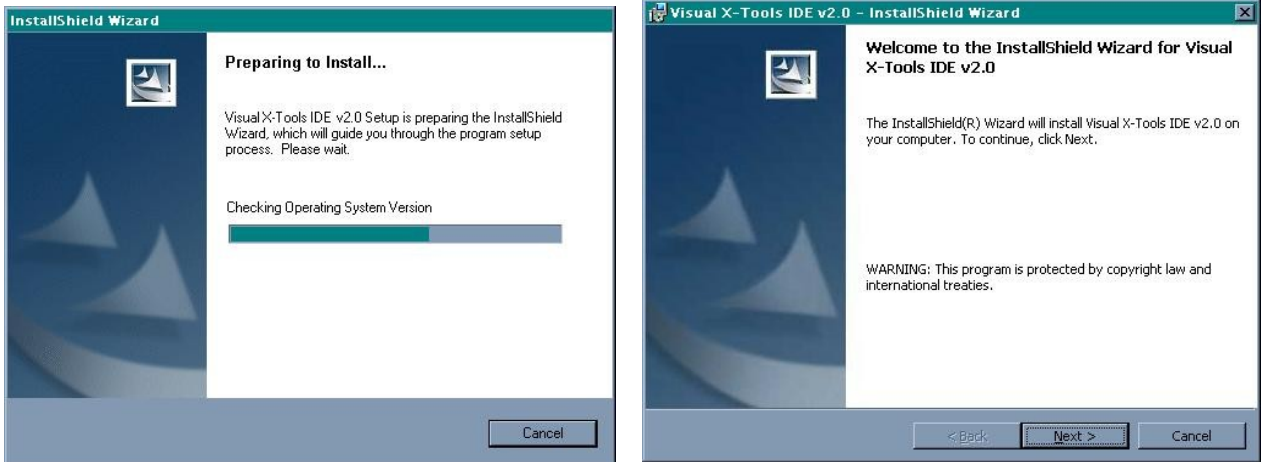 InstallShield Wizard
Preparing to Install...
Visual X-Tools IDE v2.0 Setup is preparing the InstallShield
Wizard, which will guide you through the program setup
process. Please wait.
Checking Operating System Version
Cancel
Visual X-Tools IDE v2.0 - InstallShield Wizard
Welcome to the InstallShield Wizard for Visual
X-Tools IDE v2.0
The InstallShield(R) Wizard will install Visual X-Tools IDE v2.0 on
your computer. To continue, click Next.
WARNING: This program is protected by copyright law and
international treaties.
< Back
Next >
Cancel